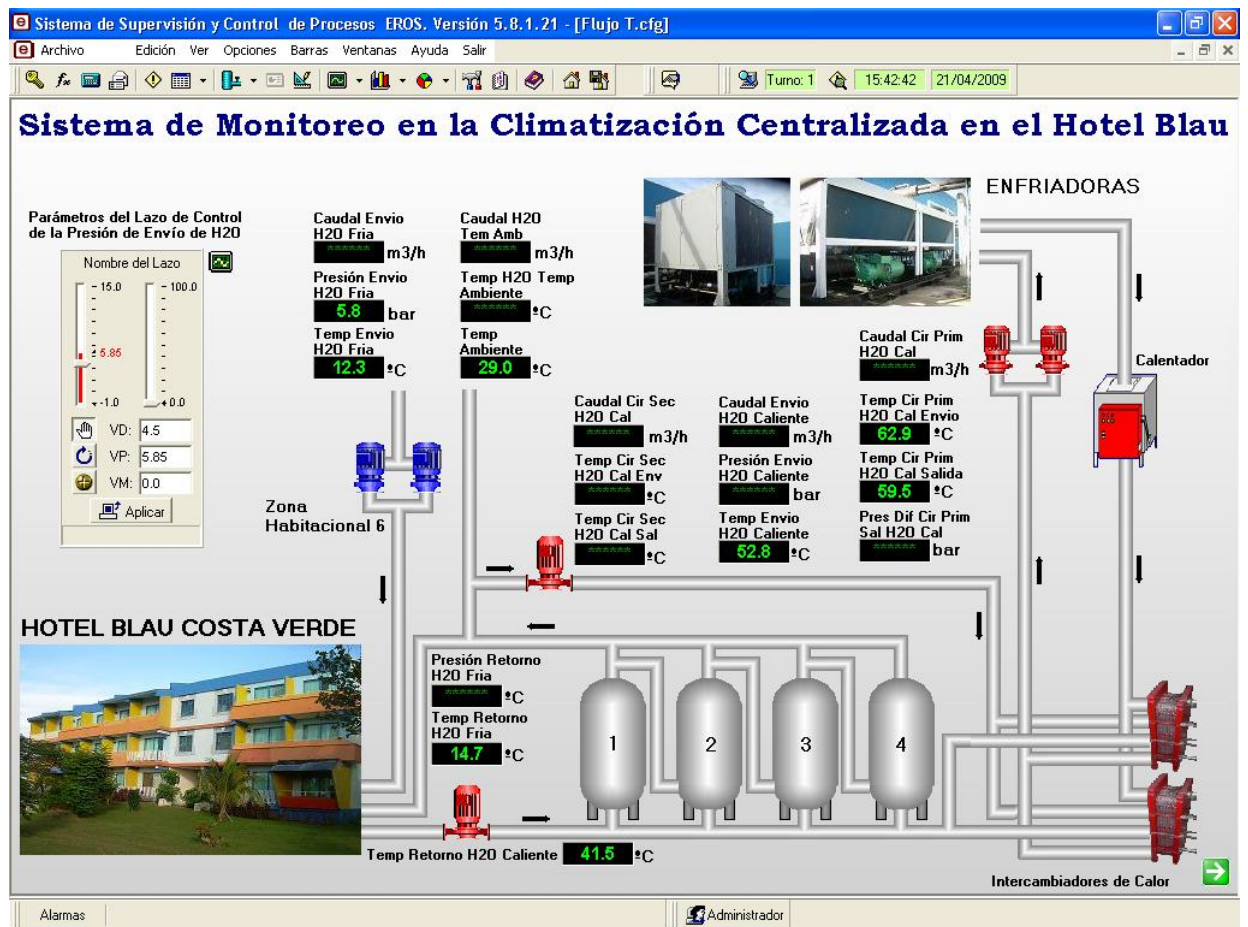 Sistema de Supervisión y Control de Procesos EROS. Versión 5.8.1.21 - [Flujo T.cfg]
Archivo Edición Ver Opciones Barras Ventanas Ayuda Salir
Turno: 1 15:42:42 21/04/2009
Sistema de Monitoreo en la Climatización Centralizada en el Hotel Blau
ENFRIADORAS
Parámetros del Lazo de Control
de la Presión de Envío de H2O
Nombre del Lazo
15.0
100.0
5.85
-1.0
0.0
VD: 4.5
VP: 5.85
VM: 0.0
Aplicar
Caudal Envio
H2O Fria
****** m3/h
Presión Envio
H2O Fria
5.8 bar
Temp Envio
H2O Fria
12.3 ºC
Caudal H2O
Tem Amb
****** m3/h
Temp H2O Temp
Ambiente
****** ºC
Temp
Ambiente
29.0 ºC
Caudal Cir Sec
H2O Cal
****** m3/h
Temp Cir Sec
H2O Cal Env
****** ºC
Temp Cir Sec
H2O Cal Sal
****** ºC
Caudal Envio
H2O Caliente
****** m3/h
Presión Envio
H2O Caliente
****** bar
Temp Envio
H2O Caliente
52.8 ºC
Caudal Cir Prim
H2O Cal
****** m3/h
Temp Cir Prim
H2O Cal Envio
62.9 ºC
Temp Cir Prim
H2O Cal Salida
59.5 ºC
Pres Dif Cir Prim
Sal H2O Cal
****** bar
Calentador
Zona
Habitacional 6
HOTEL BLAU COSTA VERDE
Presión Retorno
H2O Fria
****** ºC
Temp Retorno
H2O Fria
14.7 ºC
1
2
3
4
Temp Retorno H2O Caliente 41.5 ºC
Intercambiadores de Calor
Alarmas
Administrador